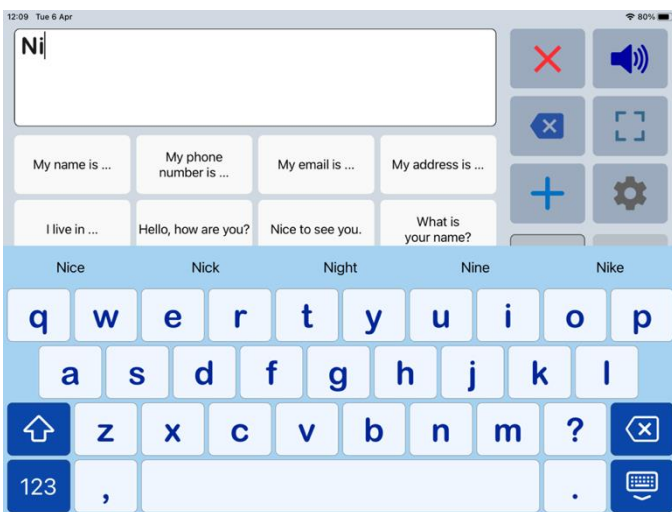 12:09 Tue 6 Apr
80%
Ni
My name is ...
My phone
number is ...
My email is ...
My address is ...
I live in ...
Hello, how are you?
Nice to see you.
What is
your name?
Nice Nick Night Nine Nike
q w e r t y u i o p
a s d f g h j k l
z x c v b n m ?
123 , .